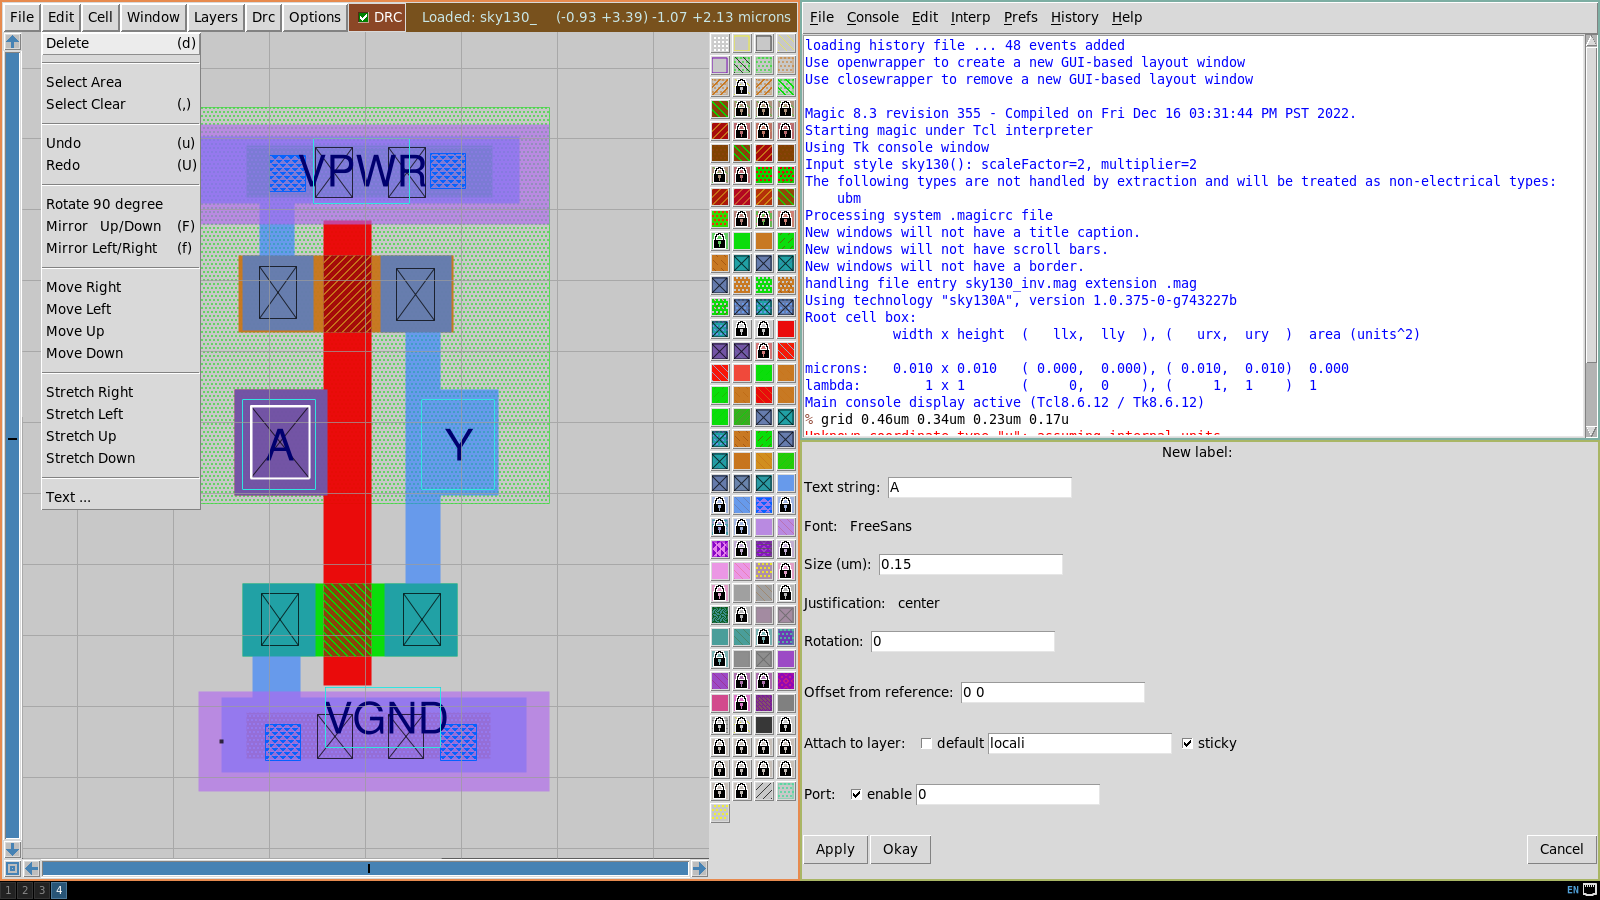 File Edit Cell Window Layers Drc Options DRC Loaded: sky130_ (-0.93 +3.39) -1.07 +2.13 microns
Delete (d)
Select Area
Select Clear (,)
Undo (u)
Redo (U)
Rotate 90 degree
Mirror Up/Down (F)
Mirror Left/Right (f)
Move Right
Move Left
Move Up
Move Down
Stretch Right
Stretch Left
Stretch Up
Stretch Down
Text ...
VPWR
A
Y
VGND
File Console Edit Interp Prefs History Help
loading history file ... 48 events added
Use openwrapper to create a new GUI-based layout window
Use closewrapper to remove a new GUI-based layout window
Magic 8.3 revision 355 - Compiled on Fri Dec 16 03:31:44 PM PST 2022.
Starting magic under Tcl interpreter
Using Tk console window
Input style sky130(): scaleFactor=2, multiplier=2
The following types are not handled by extraction and will be treated as non-electrical types:
ubm
Processing system .magicrc file
New windows will not have a title caption.
New windows will not have scroll bars.
New windows will not have a border.
handling file entry sky130_inv.mag extension .mag
Using technology "sky130A", version 1.0.375-0-g743227b
Root cell box:
width x height ( llx, lly ), ( urx, ury ) area (units^2)
microns: 0.010 x 0.010 ( 0.000, 0.000), ( 0.010, 0.010) 0.000
lambda: 1 x 1 ( 0, 0 ), ( 1, 1 ) 1
Main console display active (Tcl8.6.12 / Tk8.6.12)
% grid 0.46um 0.34um 0.23um 0.17um
Unknown coordinate type "u"; assuming internal units
New label:
Text string: A
Font: FreeSans
Size (um): 0.15
Justification: center
Rotation: 0
Offset from reference: 0 0
Attach to layer: default locali sticky
Port: enable 0
Apply Okay Cancel
1 2 3 4 EN